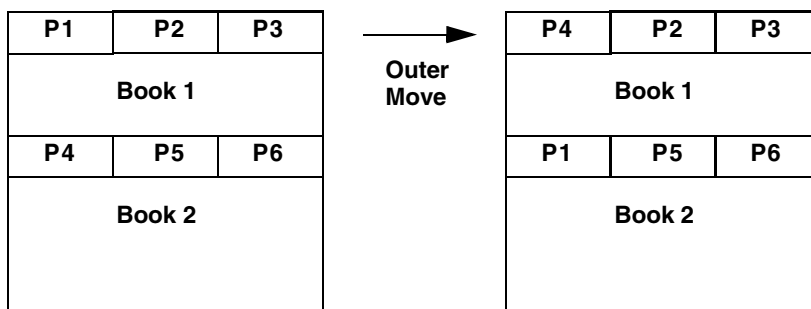 P1 P2 P3
Book 1
P4 P5 P6
Book 2
Outer
Move
P4 P2 P3
Book 1
P1 P5 P6
Book 2